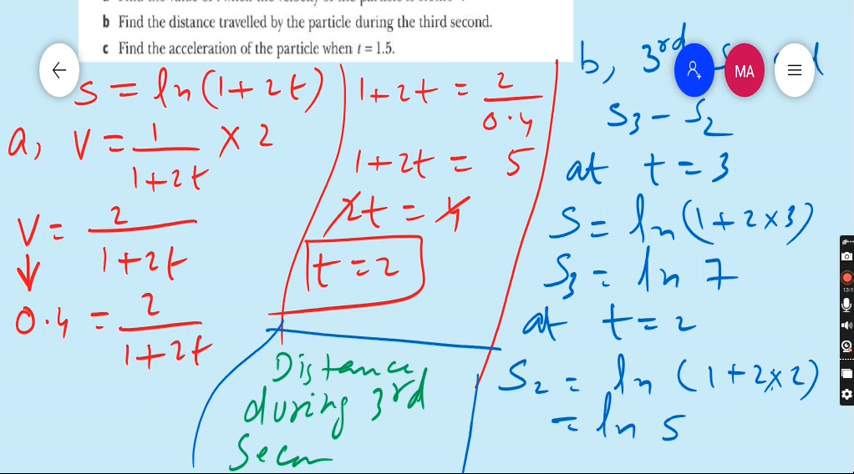 b Find the distance travelled by the particle during the third second.
c Find the acceleration of the particle when t = 1.5.
MA
s = ln(1+2t)
a, V = 1/(1+2t) × 2
V = 2/(1+2t)
↓
0.4 = 2/(1+2t)
1+2t = 2/0.4
1+2t = 5
2t = 4
t = 2
Distance
during 3rd
Secon
b, 3rd
S3 - S2
at t = 3
S = ln(1+2×3)
S3 = ln 7
at t = 2
S2 = ln (1+2×2)
= ln 5